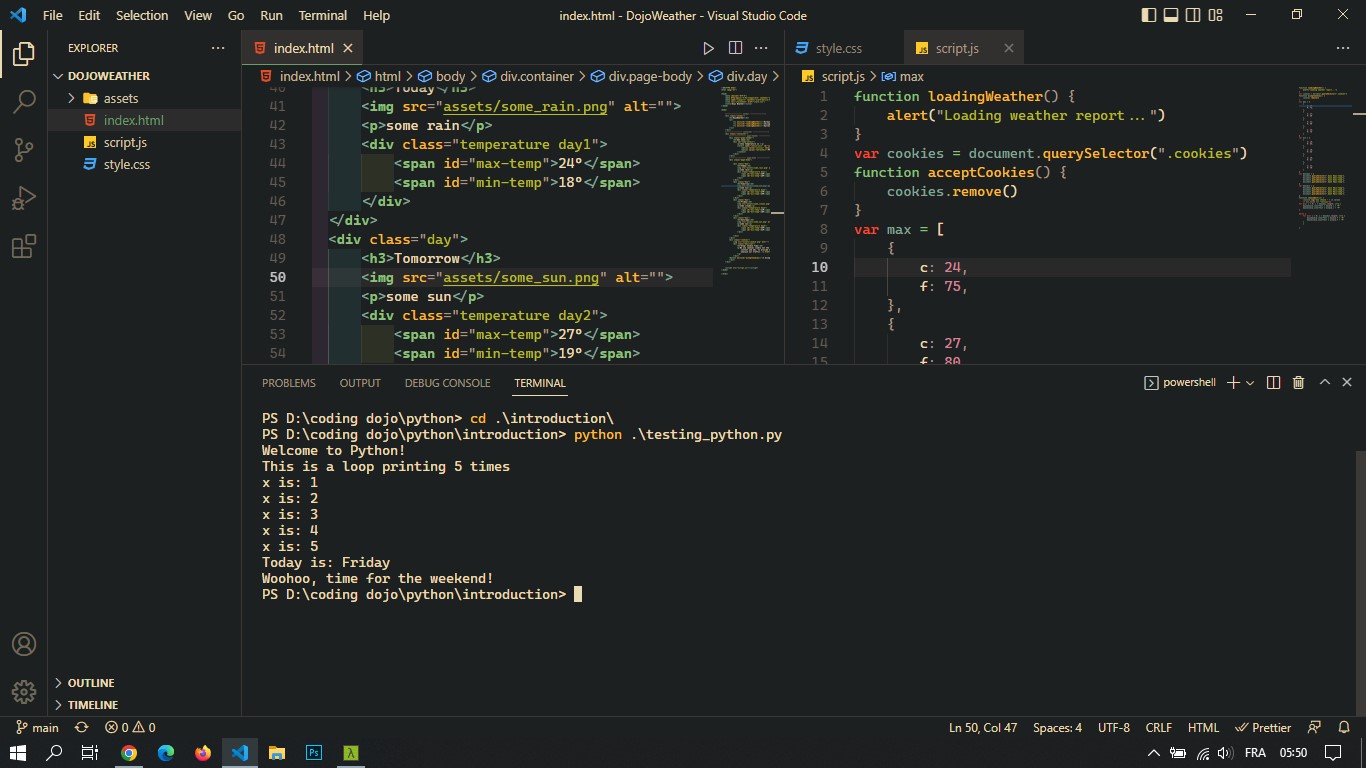 File Edit Selection View Go Run Terminal Help index.html - DojoWeather - Visual Studio Code
EXPLORER
DOJOWEATHER
assets
index.html
script.js
style.css
OUTLINE
TIMELINE
index.html
index.html > html > body > div.container > div.page-body > div.day >
40 <h3>Today</h3>
41 <img src="assets/some_rain.png" alt="">
42 <p>some rain</p>
43 <div class="temperature day1">
44 <span id="max-temp">24°</span>
45 <span id="min-temp">18°</span>
46 </div>
47 </div>
48 <div class="day">
49 <h3>Tomorrow</h3>
50 <img src="assets/some_sun.png" alt="">
51 <p>some sun</p>
52 <div class="temperature day2">
53 <span id="max-temp">27°</span>
54 <span id="min-temp">19°</span>
style.css script.js
script.js > max
1 function loadingWeather() {
2 alert("Loading weather report...")
3 }
4 var cookies = document.querySelector(".cookies")
5 function acceptCookies() {
6 cookies.remove()
7 }
8 var max = [
9 {
10 c: 24,
11 f: 75,
12 },
13 {
14 c: 27,
15 f: 80,
PROBLEMS OUTPUT DEBUG CONSOLE TERMINAL powershell
PS D:\coding dojo\python> cd .\introduction\
PS D:\coding dojo\python\introduction> python .\testing_python.py
Welcome to Python!
This is a loop printing 5 times
x is: 1
x is: 2
x is: 3
x is: 4
x is: 5
Today is: Friday
Woohoo, time for the weekend!
PS D:\coding dojo\python\introduction>
main 0 0 Ln 50, Col 47 Spaces: 4 UTF-8 CRLF HTML Prettier
Ps FRA 05:50